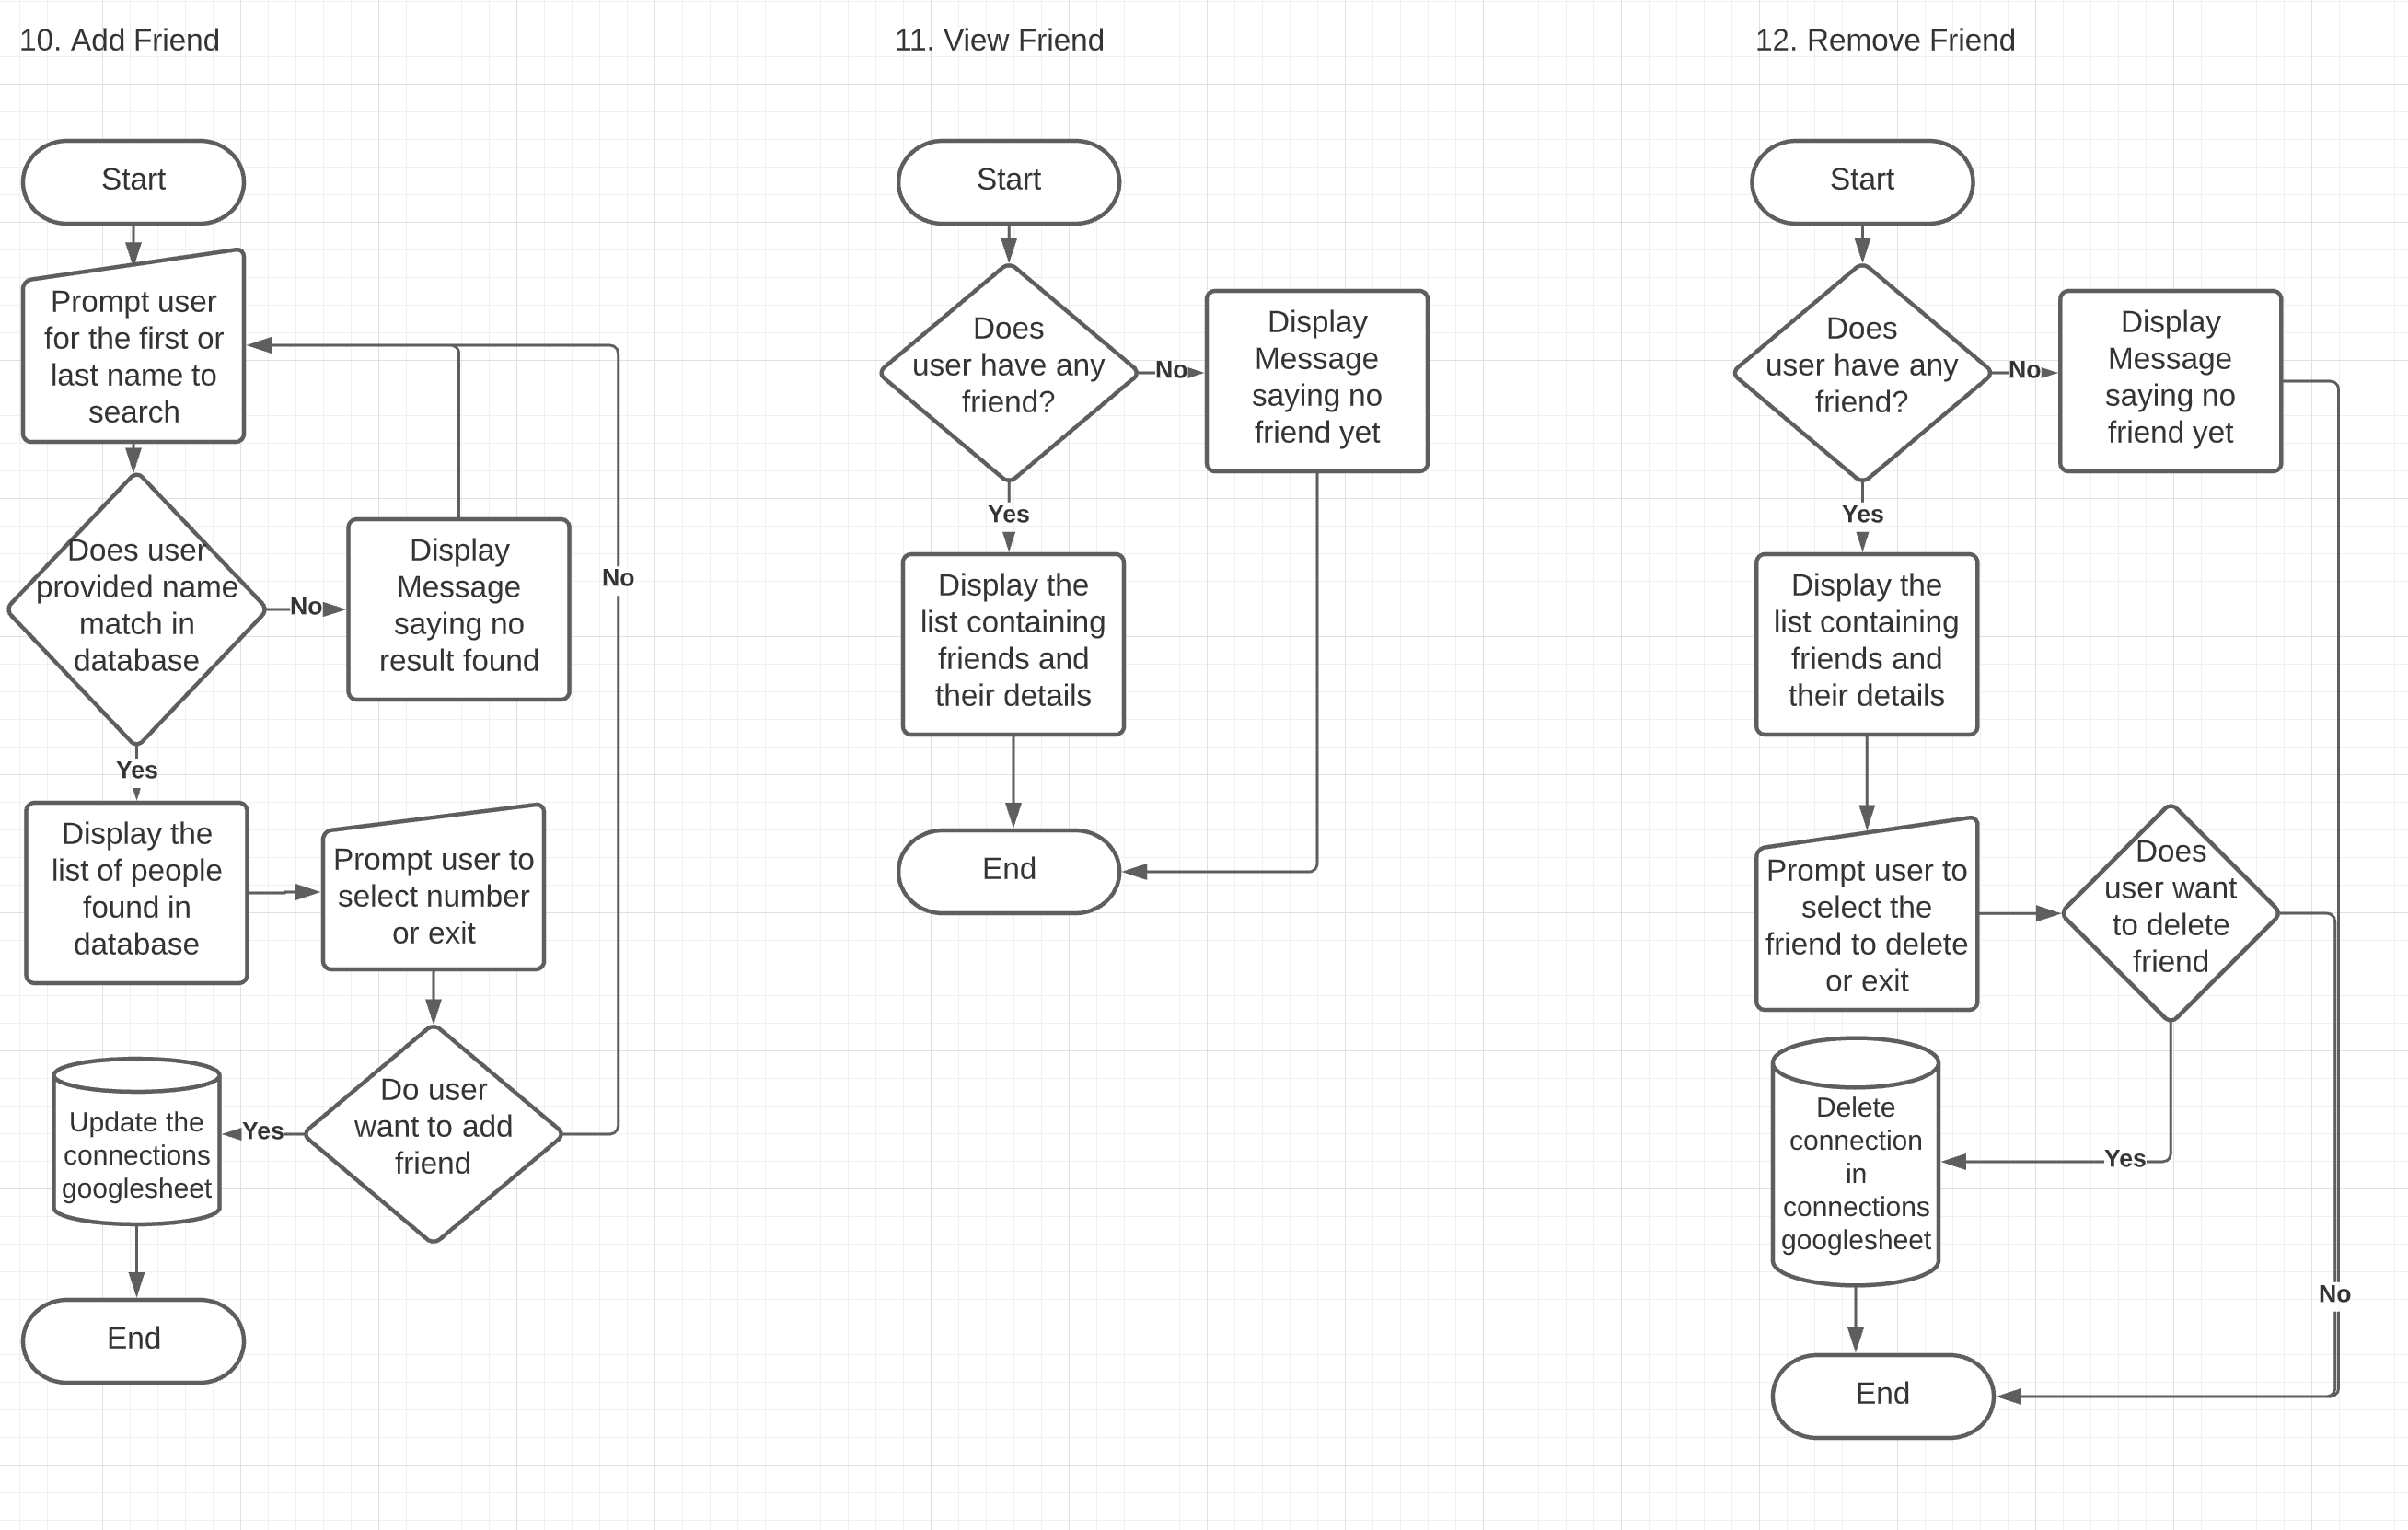 10. Add Friend
Start
Prompt user
for the first or
last name to
search
Does user
provided name
match in
database
No
Display
Message
saying no
result found
No
Yes
Display the
list of people
found in
database
Prompt user to
select number
or exit
Do user
want to add
friend
Yes
Update the
connections
googlesheet
End
11. View Friend
Start
Does
user have any
friend?
No
Display
Message
saying no
friend yet
Yes
Display the
list containing
friends and
their details
End
12. Remove Friend
Start
Does
user have any
friend?
No
Display
Message
saying no
friend yet
Yes
Display the
list containing
friends and
their details
Prompt user to
select the
friend to delete
or exit
Does
user want
to delete
friend
Yes
Delete
connection
in
connections
googlesheet
No
End